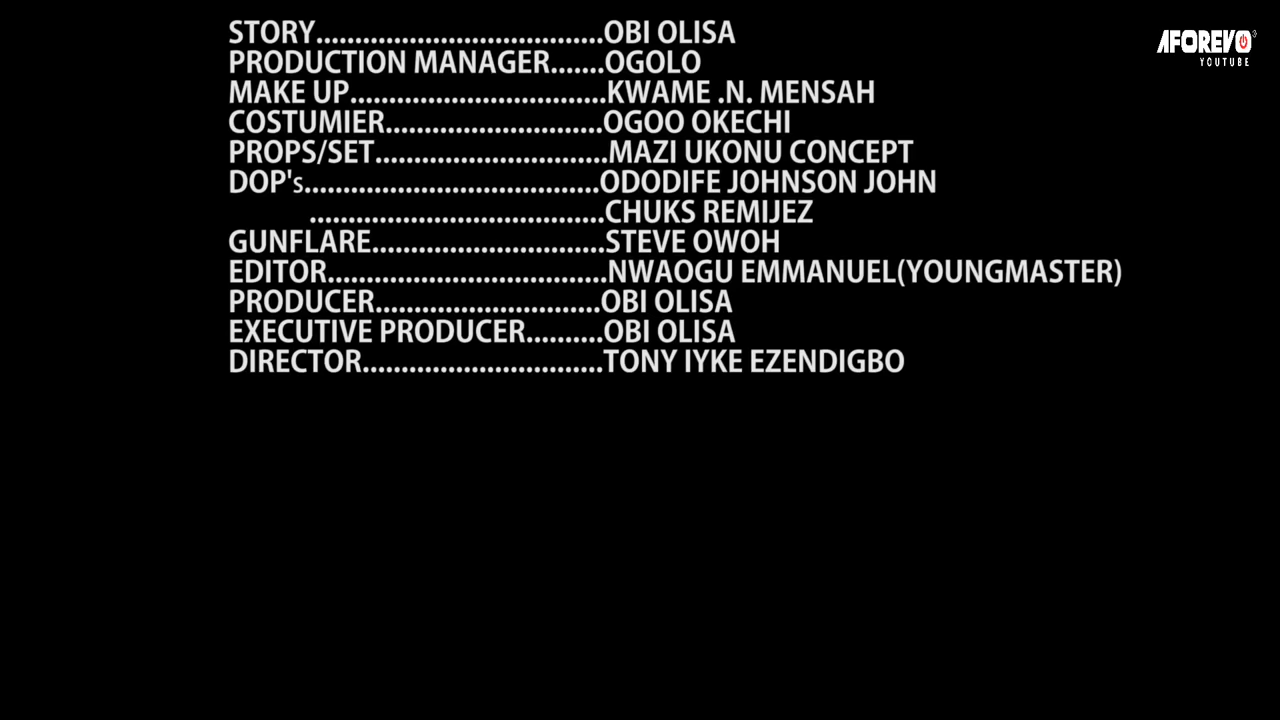 STORY.....................................OBI OLISA
PRODUCTION MANAGER.......OGOLO
MAKE UP.................................KWAME .N. MENSAH
COSTUMIER............................OGOO OKECHI
PROPS/SET..............................MAZI UKONU CONCEPT
DOP's......................................ODODIFE JOHNSON JOHN
......................................CHUKS REMIJEZ
GUNFLARE..............................STEVE OWOH
EDITOR....................................NWAOGU EMMANUEL(YOUNGMASTER)
PRODUCER.............................OBI OLISA
EXECUTIVE PRODUCER..........OBI OLISA
DIRECTOR...............................TONY IYKE EZENDIGBO
AFOREVO
YOUTUBE